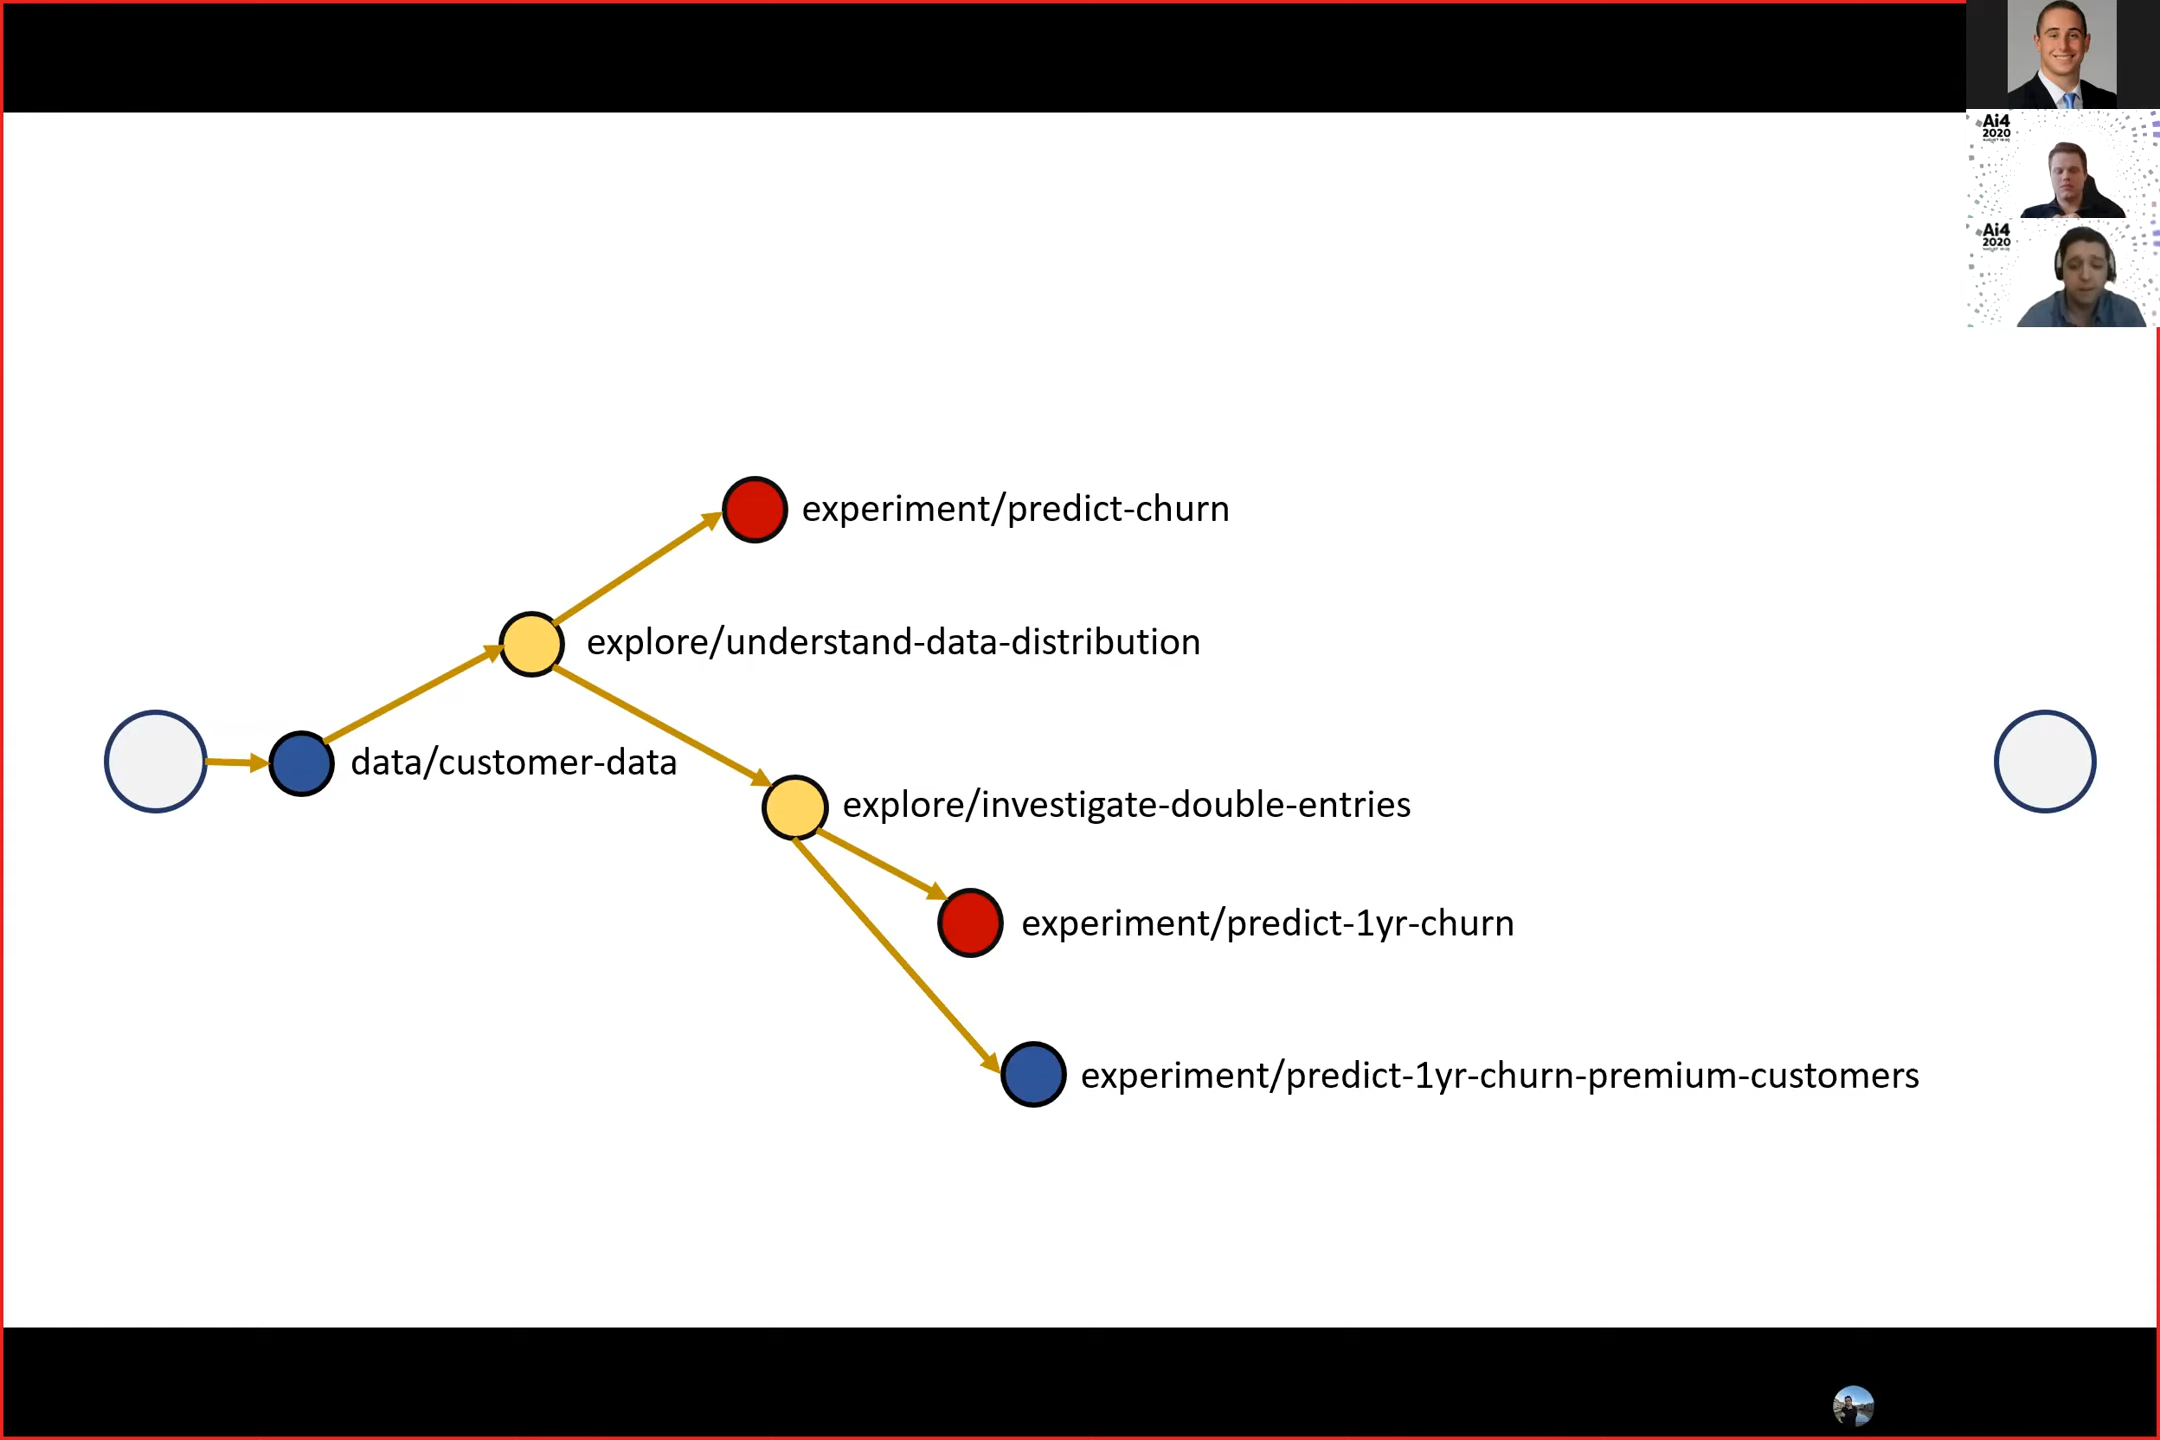 Ai4
2020
Ai4
2020
experiment/predict-churn
explore/understand-data-distribution
data/customer-data
explore/investigate-double-entries
experiment/predict-1yr-churn
experiment/predict-1yr-churn-premium-customers